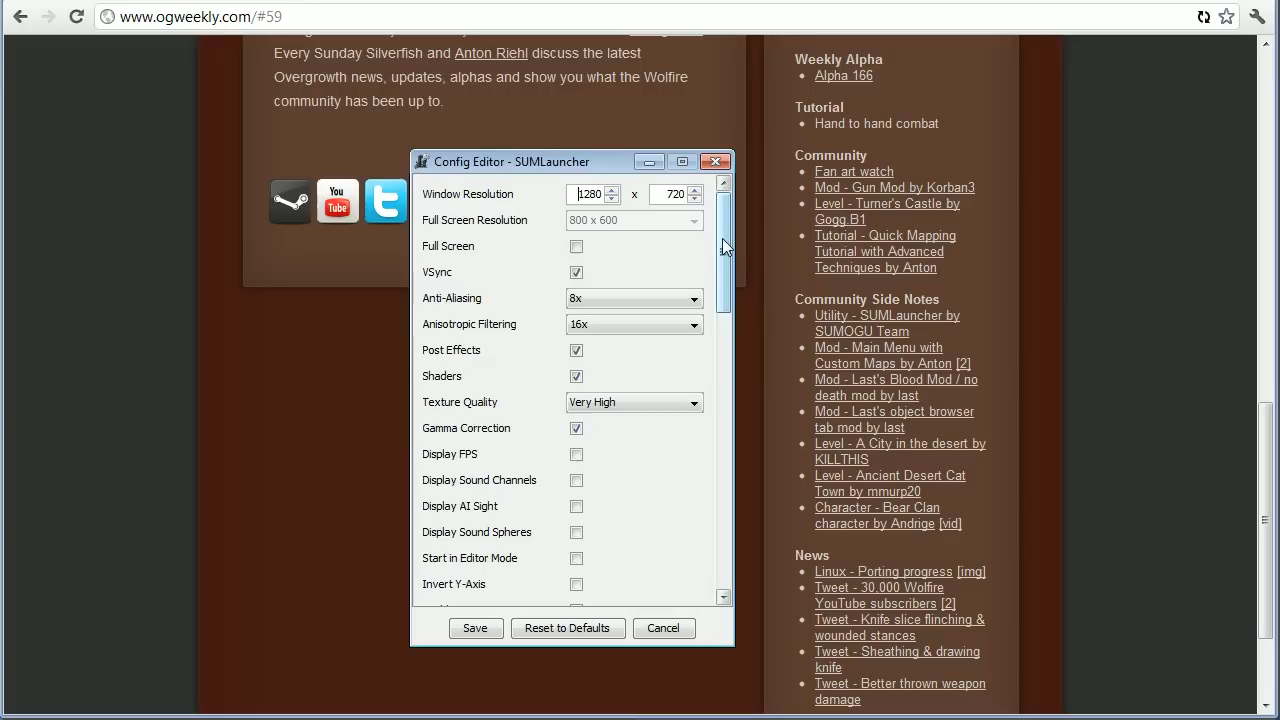 www.ogweekly.com/#59
Every Sunday Silverfish and Anton Riehl discuss the latest
Overgrowth news, updates, alphas and show you what the Wolfire
community has been up to.
You
Tube
Config Editor - SUMLauncher
Window Resolution 1280 x 720
Full Screen Resolution 800 x 600
Full Screen
VSync
Anti-Aliasing 8x
Anisotropic Filtering 16x
Post Effects
Shaders
Texture Quality Very High
Gamma Correction
Display FPS
Display Sound Channels
Display AI Sight
Display Sound Spheres
Start in Editor Mode
Invert Y-Axis
Save Reset to Defaults Cancel
Weekly Alpha
Alpha 166
Tutorial
Hand to hand combat
Community
Fan art watch
Mod - Gun Mod by Korban3
Level - Turner's Castle by
Gogg.B1
Tutorial - Quick Mapping
Tutorial with Advanced
Techniques by Anton
Community Side Notes
Utility - SUMLauncher by
SUMOGU Team
Mod - Main Menu with
Custom Maps by Anton [2]
Mod - Last's Blood Mod / no
death mod by last
Mod - Last's object browser
tab mod by last
Level - A City in the desert by
KILLTHIS
Level - Ancient Desert Cat
Town by mmurp20
Character - Bear Clan
character by Andrige [vid]
News
Linux - Porting progress [img]
Tweet - 30,000 Wolfire
YouTube subscribers [2]
Tweet - Knife slice flinching &
wounded stances
Tweet - Sheathing & drawing
knife
Tweet - Better thrown weapon
damage